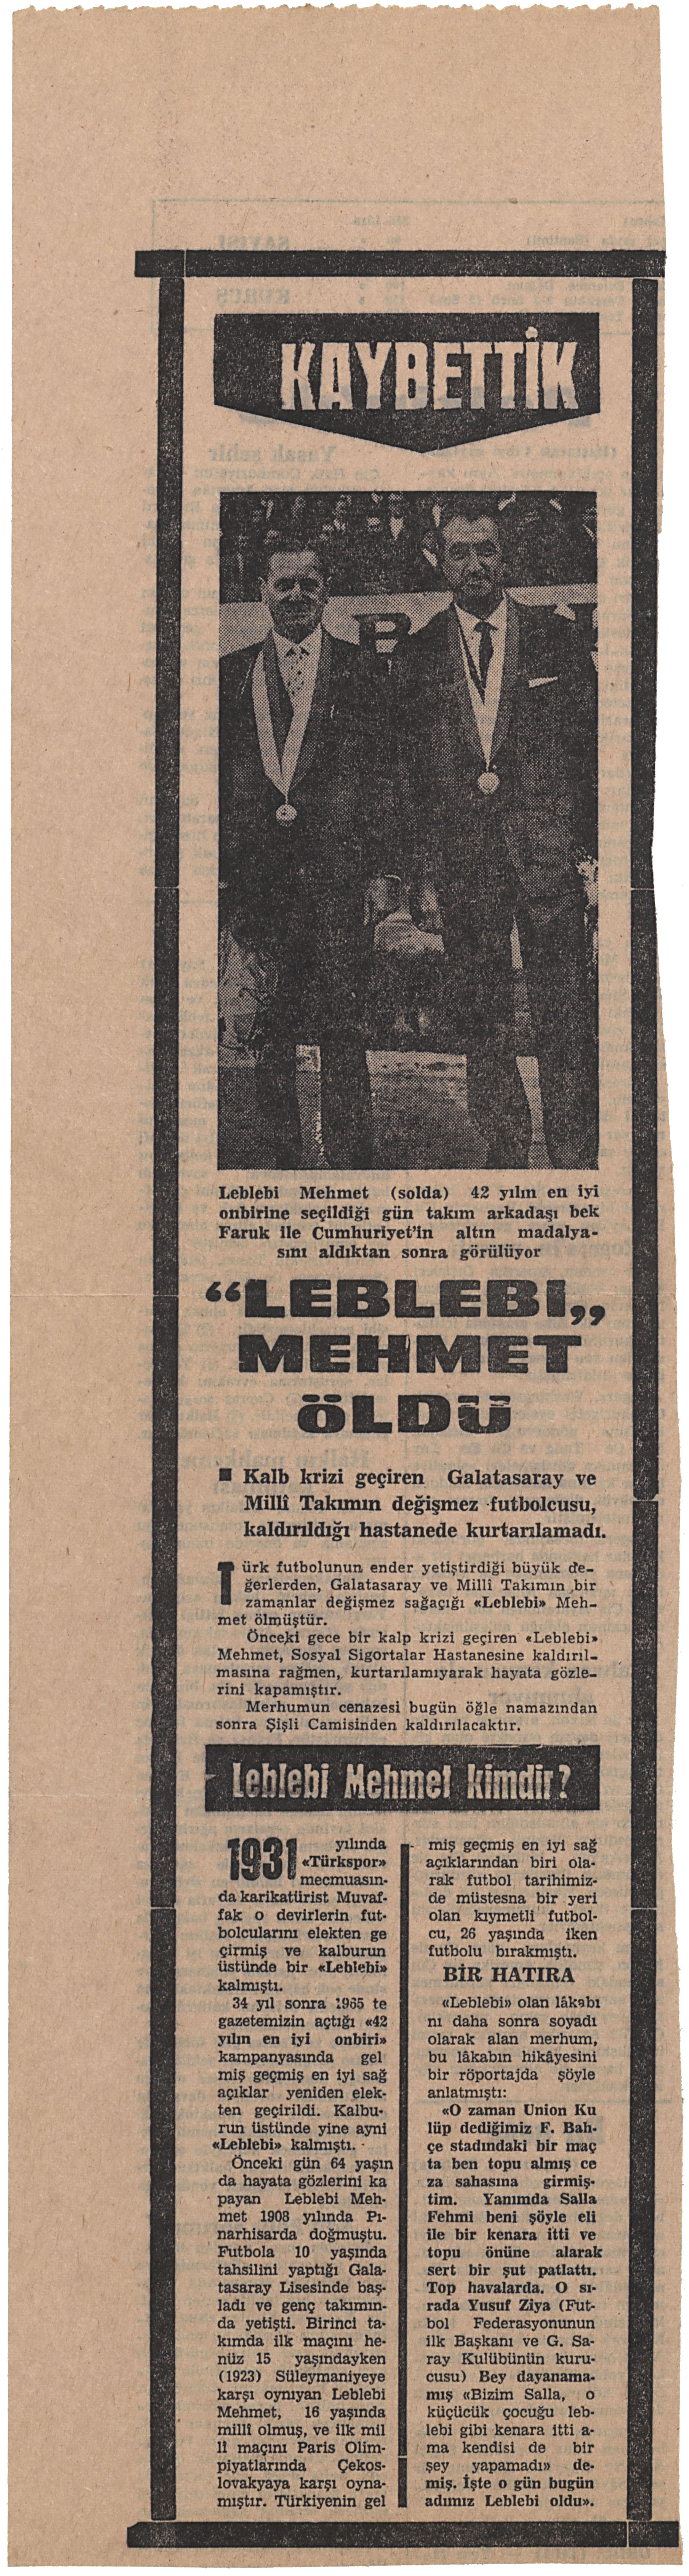 KAYBETTİK
Leblebi Mehmet (solda) 42 yılın en iyi
onbirine seçildiği gün takım arkadaşı bek
Faruk ile Cumhuriyet'in altın madalya-
sını aldıktan sonra görülüyor
“LEBLEBI„
MEHMET
ÖLDÜ
■ Kalb krizi geçiren Galatasaray ve
Millî Takımın değişmez futbolcusu,
kaldırıldığı hastanede kurtarılamadı.
Türk futbolunun ender yetiştirdiği büyük de-
ğerlerden, Galatasaray ve Millî Takımın bir
zamanlar değişmez sağaçığı «Leblebi» Meh-
met ölmüştür.
Önceki gece bir kalp krizi geçiren «Leblebi»
Mehmet, Sosyal Sigortalar Hastanesine kaldırıl-
masına rağmen, kurtarılamıyarak hayata gözle-
rini kapamıştır.
Merhumun cenazesi bugün öğle namazından
sonra Şişli Camisinden kaldırılacaktır.
Leblebi Mehmet kimdir?
1931 yılında
«Türkspor»
mecmuasın-
da karikatürist Muvaf-
fak o devirlerin fut-
bolcularını elekten ge
çirmiş ve kalburun
üstünde bir «Leblebi»
kalmıştı.
34 yıl sonra 1965 te
gazetemizin açtığı «42
yılın en iyi onbiri»
kampanyasında gel
miş geçmiş en iyi sağ
açıklar yeniden elek-
ten geçirildi. Kalbu-
run üstünde yine ayni
«Leblebi» kalmıştı.
Önceki gün 64 yaşın
da hayata gözlerini ka
payan Leblebi Meh-
met 1908 yılında Pı-
narhisarda doğmuştu.
Futbola 10 yaşında
tahsilini yaptığı Gala-
tasaray Lisesinde baş-
ladı ve genç takımın-
da yetişti. Birinci ta-
kımda ilk maçını he-
nüz 15 yaşındayken
(1923) Süleymaniyeye
karşı oynıyan Leblebi
Mehmet, 16 yaşında
millî olmuş, ve ilk mil
lî maçını Paris Olim-
piyatlarında Çekos-
lovakyaya karşı oyna-
mıştır. Türkiyenin gel
miş geçmiş en iyi sağ
açıklarından biri ola-
rak futbol tarihimiz-
de müstesna bir yeri
olan kıymetli futbol-
cu, 26 yaşında iken
futbolu bırakmıştı.
BİR HATIRA
«Leblebi» olan lâkabı
nı daha sonra soyadı
olarak alan merhum,
bu lâkabın hikâyesini
bir röportajda şöyle
anlatmıştı:
«O zaman Union Ku
lüp dediğimiz F. Bah-
çe stadındaki bir maç
ta ben topu almış ce
za sahasına girmiş-
tim. Yanımda Salla
Fehmi beni şöyle eli
ile bir kenara itti ve
topu önüne alarak
sert bir şut patlattı.
Top havalarda. O sı-
rada Yusuf Ziya (Fut-
bol Federasyonunun
ilk Başkanı ve G. Sa-
ray Kulübünün kuru-
cusu) Bey dayanama-
mış «Bizim Salla, o
küçücük çocuğu leb-
lebi gibi kenara itti a-
ma kendisi de bir
şey yapamadı» de-
miş. İşte o gün bugün
adımız Leblebi oldu».